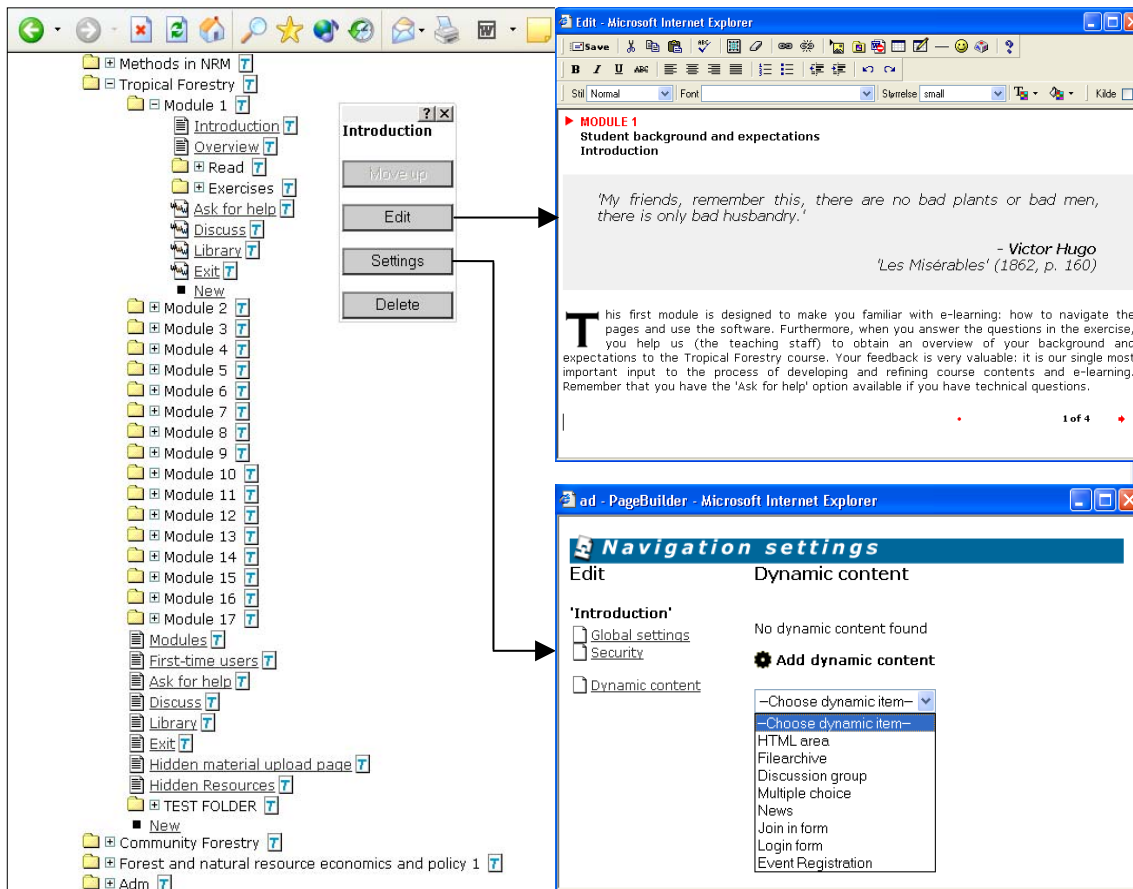 Methods in NRM T
Tropical Forestry T
Module 1 T
Introduction T
Overview T
Read T
Exercises T
Ask for help T
Discuss T
Library T
Exit T
New
Module 2 T
Module 3 T
Module 4 T
Module 5 T
Module 6 T
Module 7 T
Module 8 T
Module 9 T
Module 10 T
Module 11 T
Module 12 T
Module 13 T
Module 14 T
Module 15 T
Module 16 T
Module 17 T
Modules T
First-time users T
Ask for help T
Discuss T
Library T
Exit T
Hidden material upload page T
Hidden Resources T
TEST FOLDER T
New
Community Forestry T
Forest and natural resource economics and policy 1 T
Adm T
? X
Introduction
Move up
Edit
Settings
Delete
Edit - Microsoft Internet Explorer
Save
B I U ABC
Stil Normal Font Størrelse small Kilde
MODULE 1
Student background and expectations
Introduction
'My friends, remember this, there are no bad plants or bad men,
there is only bad husbandry.'
- Victor Hugo
'Les Misérables' (1862, p. 160)
This first module is designed to make you familiar with e-learning: how to navigate the
pages and use the software. Furthermore, when you answer the questions in the exercise,
you help us (the teaching staff) to obtain an overview of your background and
expectations to the Tropical Forestry course. Your feedback is very valuable: it is our single most
important input to the process of developing and refining course contents and e-learning.
Remember that you have the 'Ask for help' option available if you have technical questions.
1 of 4
ad - PageBuilder - Microsoft Internet Explorer
Navigation settings
Edit
'Introduction'
Global settings
Security
Dynamic content
Dynamic content
No dynamic content found
Add dynamic content
—Choose dynamic item—
—Choose dynamic item—
HTML area
Filearchive
Discussion group
Multiple choice
News
Join in form
Login form
Event Registration